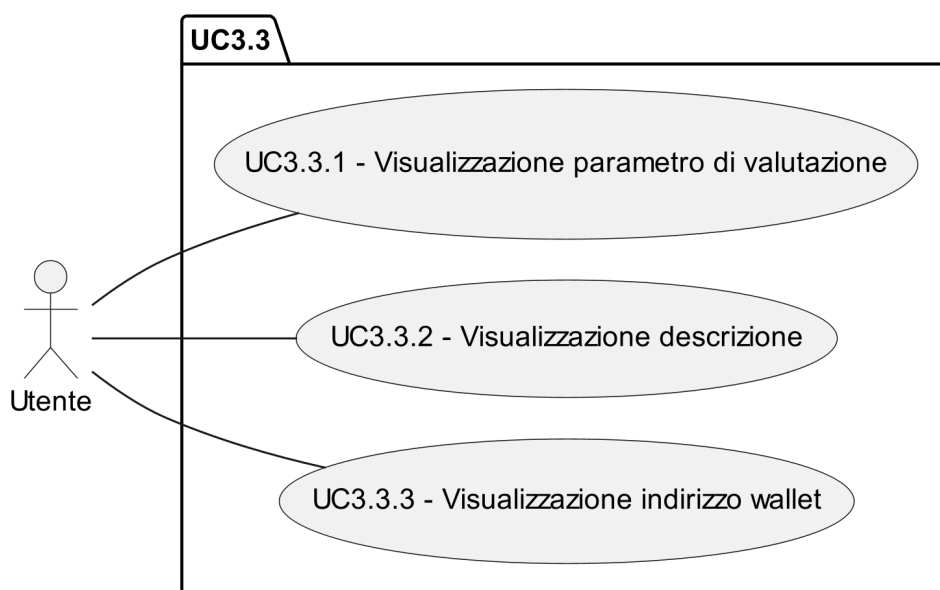 UC3.3
UC3.3.1 - Visualizzazione parametro di valutazione
UC3.3.2 - Visualizzazione descrizione
Utente
UC3.3.3 - Visualizzazione indirizzo wallet